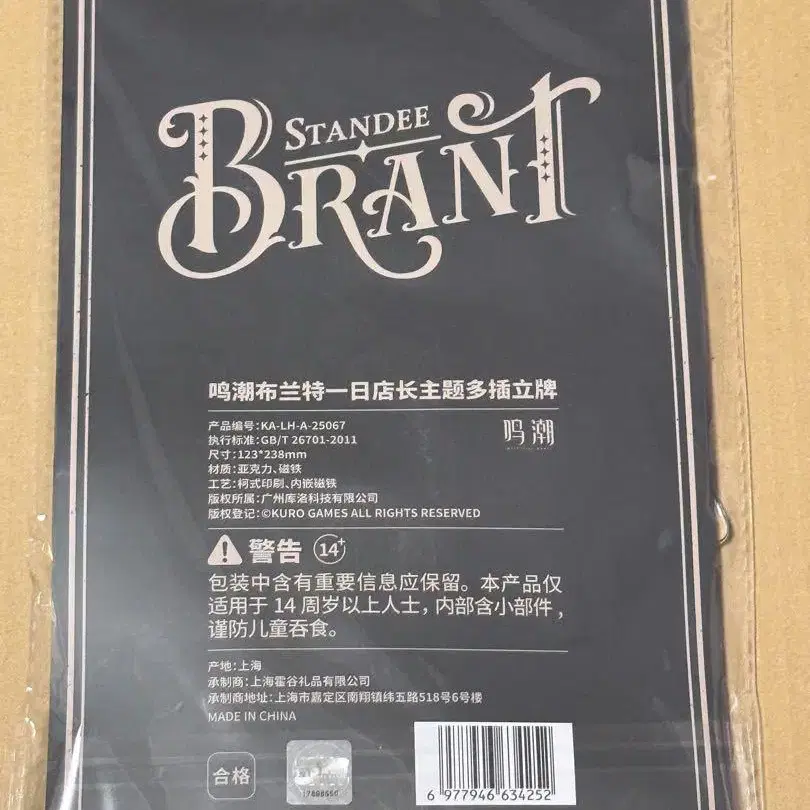 STANDEE
BRANT
鸣潮布兰特一日店长主题多插立牌
产品编号:KA-LH-A-25067
执行标准:GB/T 26701-2011
尺寸:123*238mm
材质:亚克力、磁铁
工艺:柯式印刷、内嵌磁铁
版权所属:广州库洛科技有限公司
版权登记:©KURO GAMES ALL RIGHTS RESERVED
鸣潮
警告 14+
包装中含有重要信息应保留。本产品仅
适用于 14 周岁以上人士，内部含小部件，
谨防儿童吞食。
产地:上海
承制商:上海霍谷礼品有限公司
承制商地址:上海市嘉定区南翔镇纬五路518号6号楼
MADE IN CHINA
合格
6 977946 634252